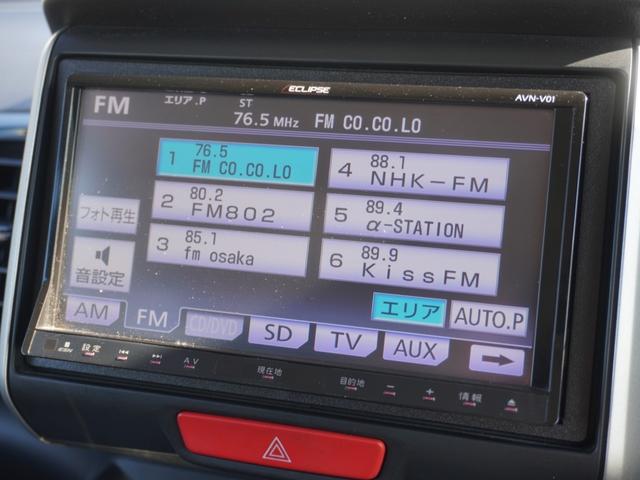 ECLIPSE
AVN-V01
FM
エリア.P
ST
76.5 MHz FM CO.CO.LO
1 76.5 FM CO.CO.LO
4 88.1 NHK-FM
2 80.2 FM802
5 89.4 α-STATION
3 85.1 fm osaka
6 89.9 KissFM
フォト再生
音設定
エリア
AUTO.P
AM
FM
CD/DVD
SD
TV
AUX
設定
A.V
現在地
目的地
情報